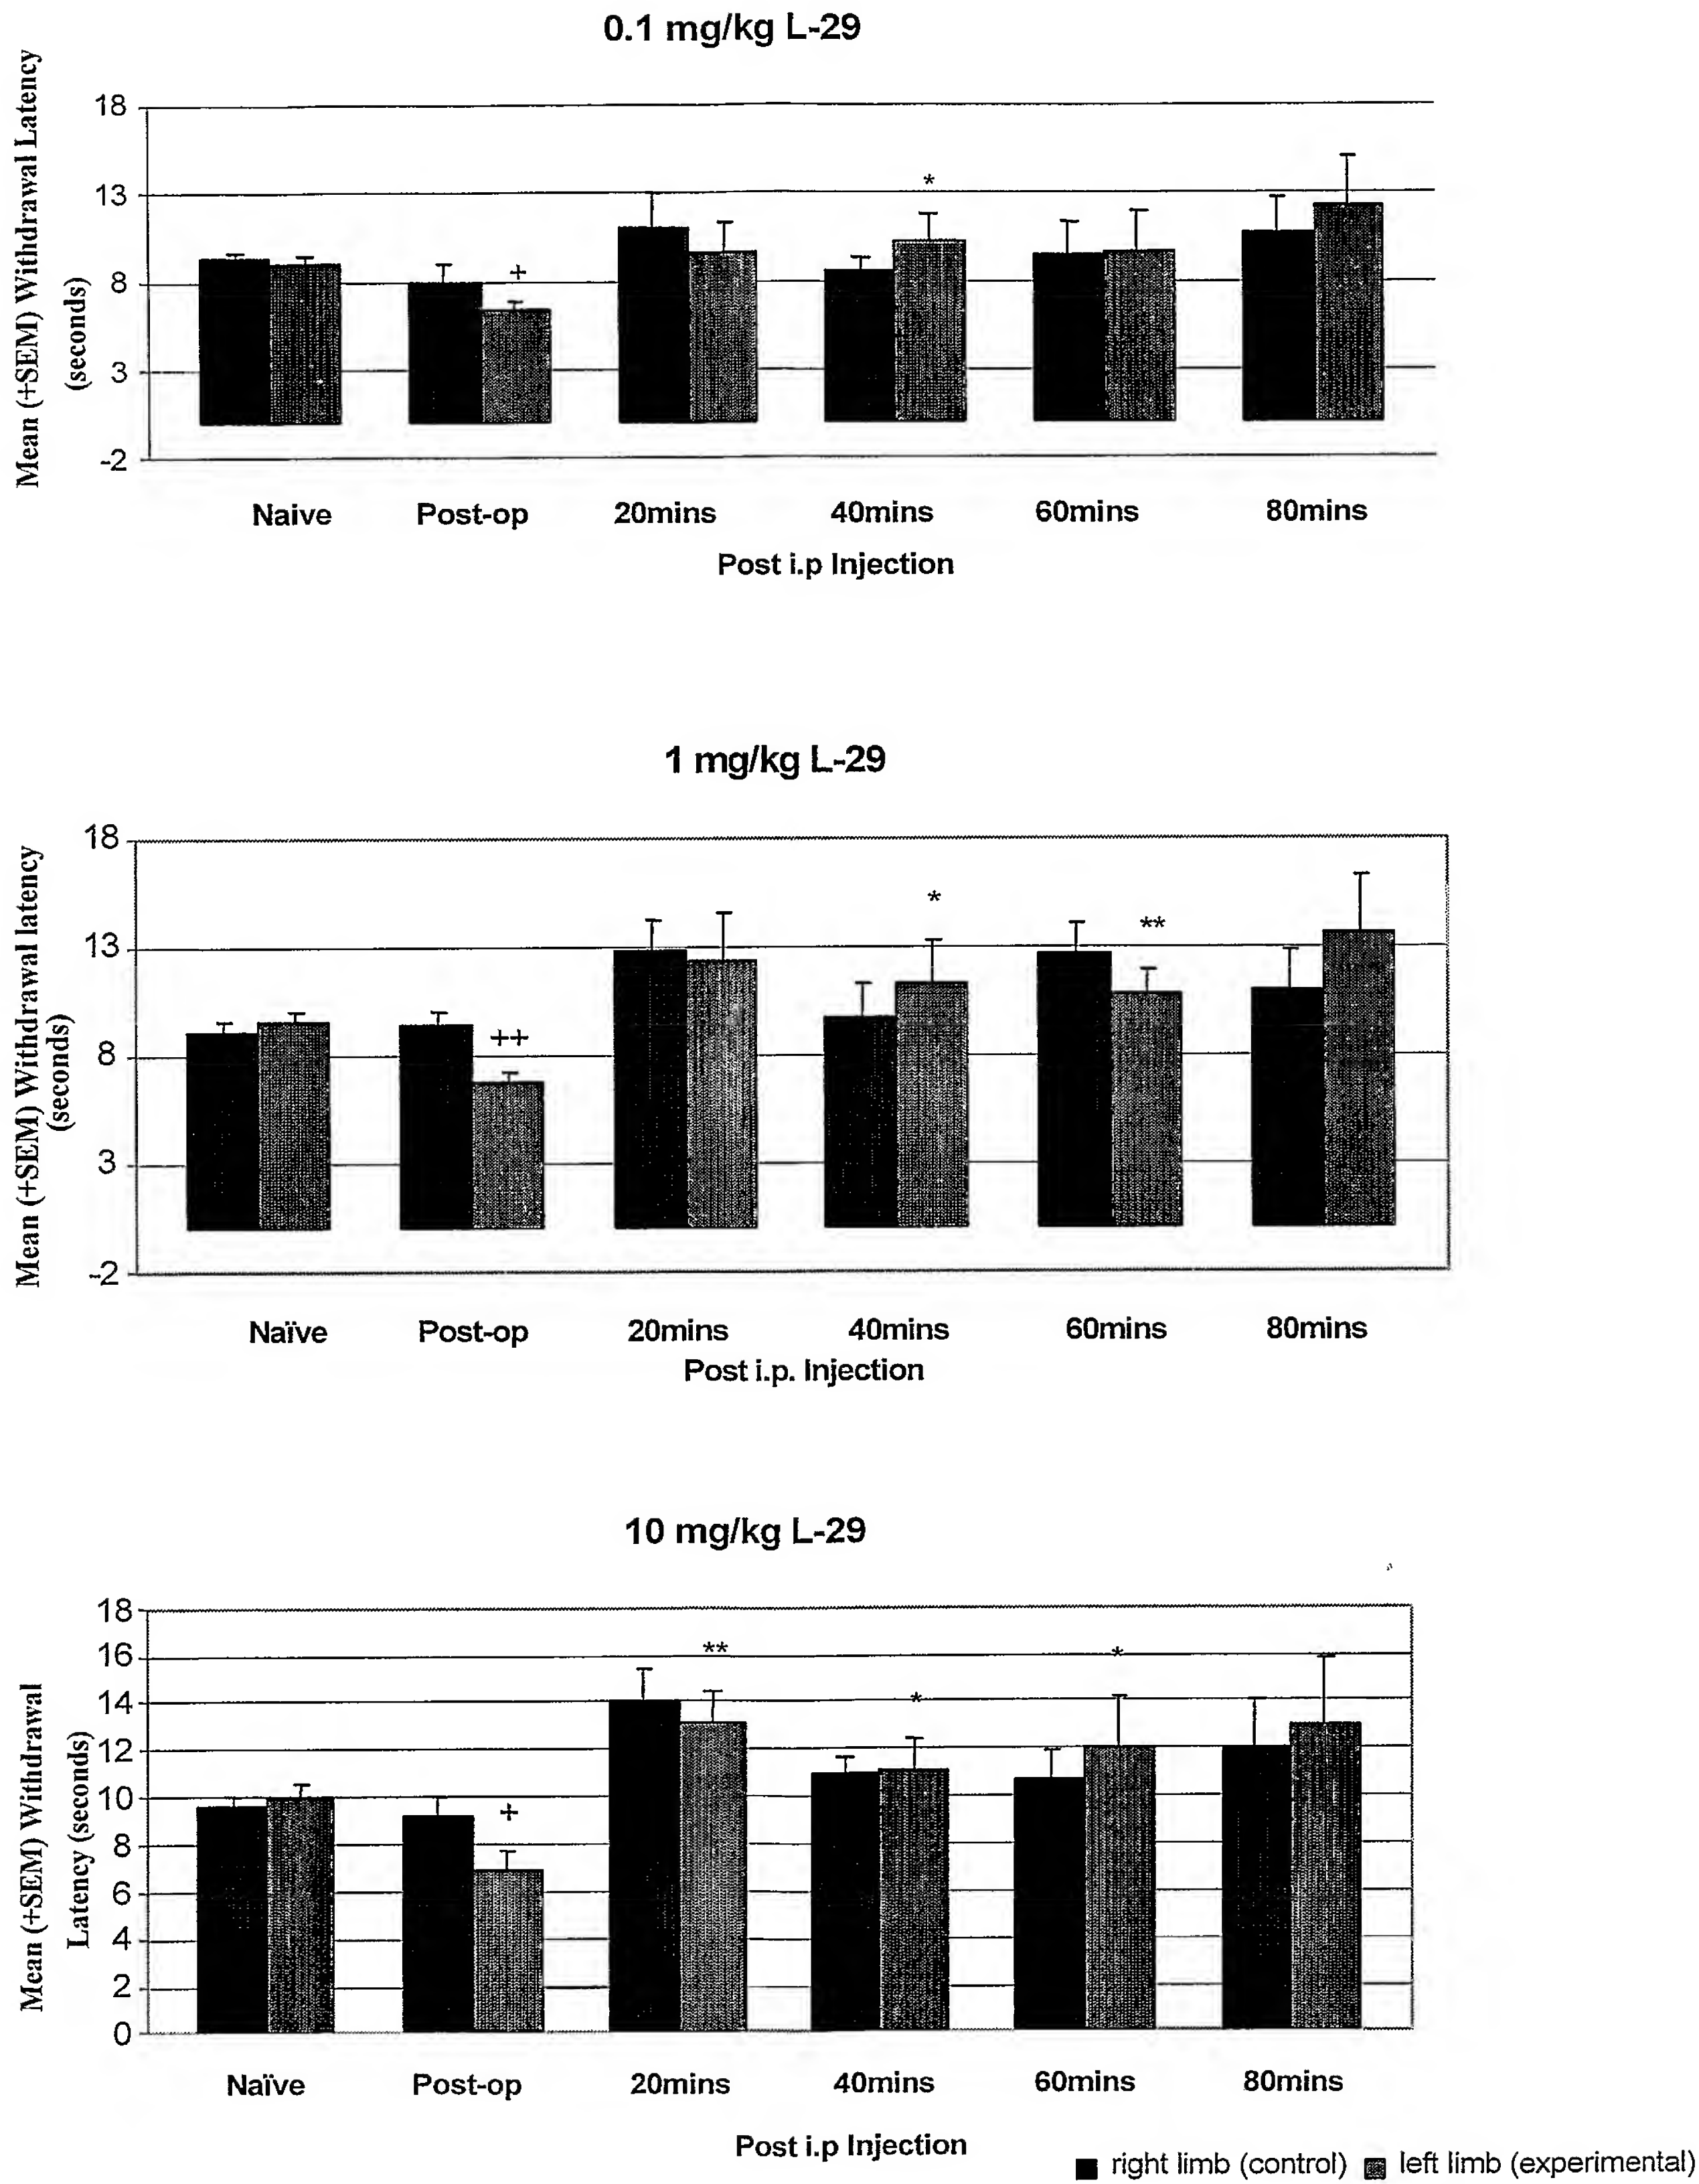 0.1 mg/kg L-29
Mean (+SEM) Withdrawal Latency
(seconds)
18
13
8
3
-2
*
+
Naive Post-op 20mins 40mins 60mins 80mins
Post i.p Injection
1 mg/kg L-29
Mean (+SEM) Withdrawal latency
(seconds)
18
13
8
3
-2
*
**
++
Naïve Post-op 20mins 40mins 60mins 80mins
Post i.p. Injection
10 mg/kg L-29
Mean (+SEM) Withdrawal
Latency (seconds)
18
16
14
12
10
8
6
4
2
0
**
*
*
+
Naïve Post-op 20mins 40mins 60mins 80mins
Post i.p Injection
right limb (control) left limb (experimental)